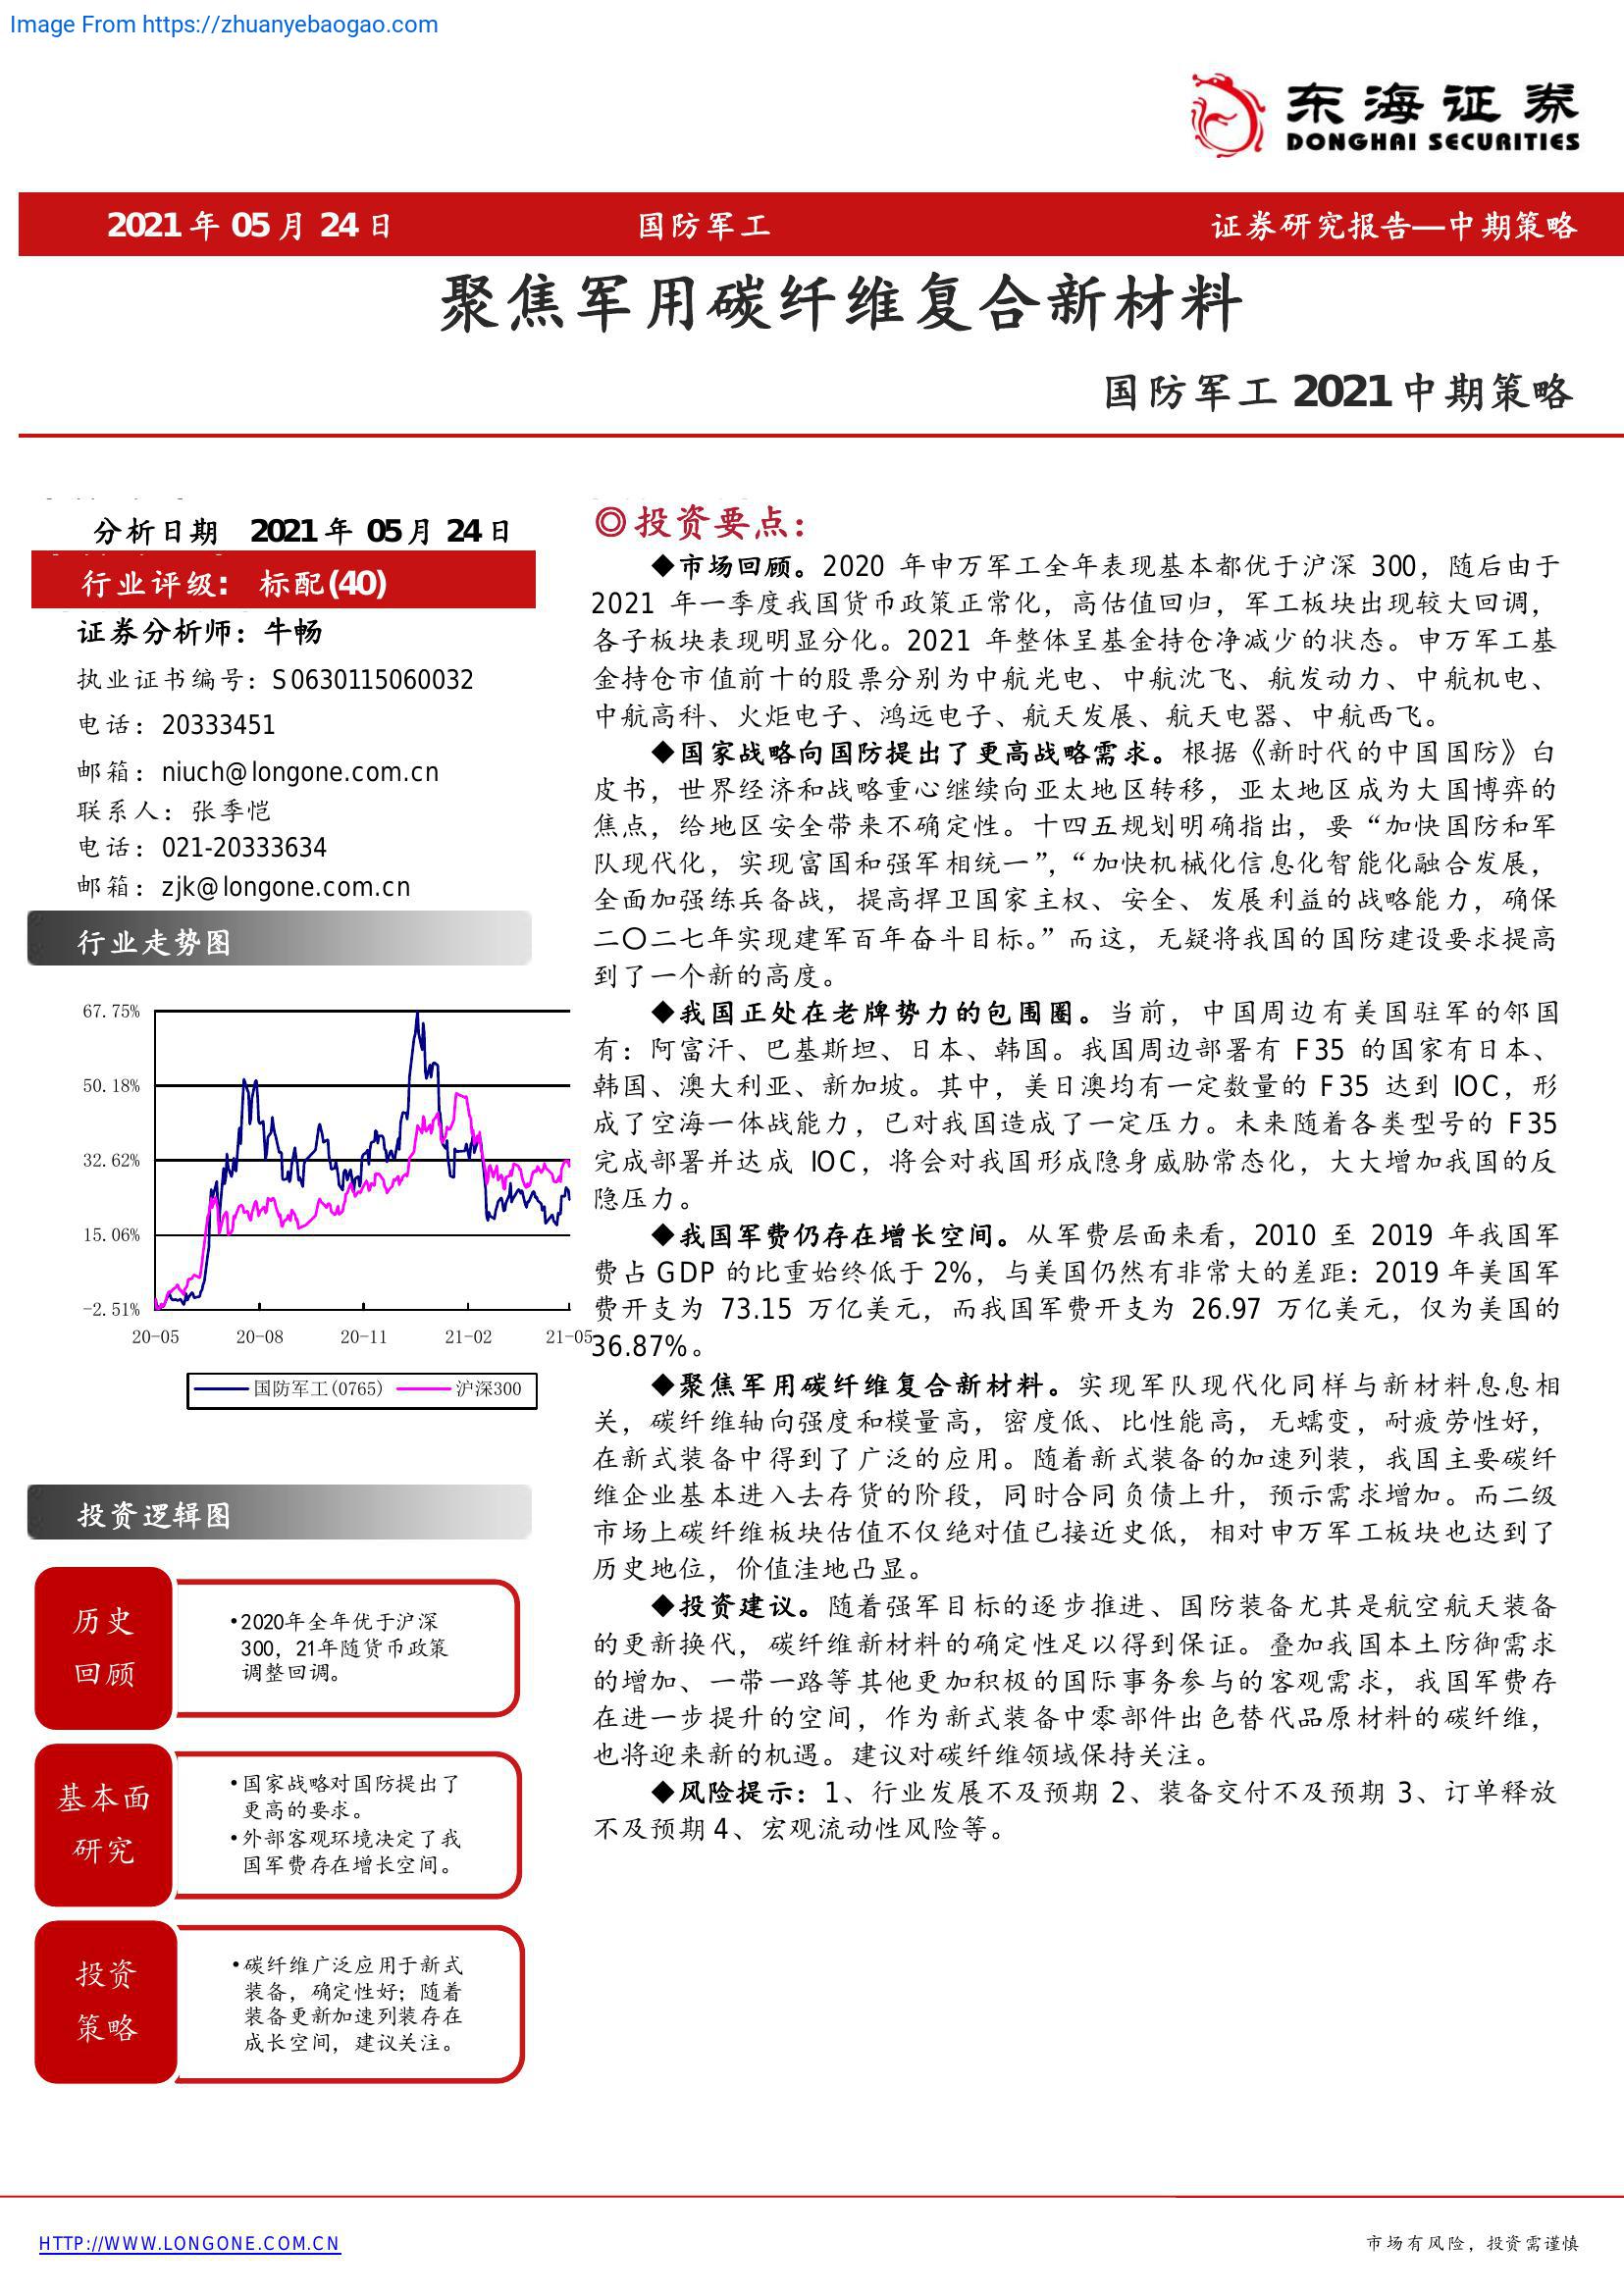 Image From https://zhuanyebaogao.com
东海证券
DONGHAI SECURITIES
2021年 05月 24日 国防军工 证券研究报告—中期策略
聚焦军用碳纤维复合新材料
国防军工 2021 中期策略
分析日期 2021年 05月 24日
行业评级： 标配(40)
证券分析师：牛畅
执业证书编号：S0630115060032
电话：20333451
邮箱：niuch@longone.com.cn
联系人：张季恺
电话：021-20333634
邮箱：zjk@longone.com.cn
行业走势图
67.75%
50.18%
32.62%
15.06%
-2.51%
20-05 20-08 20-11 21-02 21-05
国防军工(0765) 沪深300
投资逻辑图
历史
回顾
•2020年全年优于沪深
300，21年随货币政策
调整回调。
基本面
研究
•国家战略对国防提出了
更高的要求。
•外部客观环境决定了我
国军费存在增长空间。
投资
策略
•碳纤维广泛应用于新式
装备，确定性好；随着
装备更新加速列装存在
成长空间，建议关注。
◎投资要点：
◆市场回顾。2020 年申万军工全年表现基本都优于沪深 300，随后由于
2021 年一季度我国货币政策正常化，高估值回归，军工板块出现较大回调，
各子板块表现明显分化。2021 年整体呈基金持仓净减少的状态。申万军工基
金持仓市值前十的股票分别为中航光电、中航沈飞、航发动力、中航机电、
中航高科、火炬电子、鸿远电子、航天发展、航天电器、中航西飞。
◆国家战略向国防提出了更高战略需求。根据《新时代的中国国防》白
皮书，世界经济和战略重心继续向亚太地区转移，亚太地区成为大国博弈的
焦点，给地区安全带来不确定性。十四五规划明确指出，要“加快国防和军
队现代化，实现富国和强军相统一”，“加快机械化信息化智能化融合发展，
全面加强练兵备战，提高捍卫国家主权、安全、发展利益的战略能力，确保
二〇二七年实现建军百年奋斗目标。”而这，无疑将我国的国防建设要求提高
到了一个新的高度。
◆我国正处在老牌势力的包围圈。当前，中国周边有美国驻军的邻国
有：阿富汗、巴基斯坦、日本、韩国。我国周边部署有 F35 的国家有日本、
韩国、澳大利亚、新加坡。其中，美日澳均有一定数量的 F35 达到 IOC，形
成了空海一体战能力，已对我国造成了一定压力。未来随着各类型号的 F35
完成部署并达成 IOC，将会对我国形成隐身威胁常态化，大大增加我国的反
隐压力。
◆我国军费仍存在增长空间。从军费层面来看，2010 至 2019 年我国军
费占 GDP 的比重始终低于 2%，与美国仍然有非常大的差距：2019 年美国军
费开支为 73.15 万亿美元，而我国军费开支为 26.97 万亿美元，仅为美国的
36.87%。
◆聚焦军用碳纤维复合新材料。实现军队现代化同样与新材料息息相
关，碳纤维轴向强度和模量高，密度低、比性能高，无蠕变，耐疲劳性好，
在新式装备中得到了广泛的应用。随着新式装备的加速列装，我国主要碳纤
维企业基本进入去存货的阶段，同时合同负债上升，预示需求增加。而二级
市场上碳纤维板块估值不仅绝对值已接近史低，相对申万军工板块也达到了
历史地位，价值洼地凸显。
◆投资建议。随着强军目标的逐步推进、国防装备尤其是航空航天装备
的更新换代，碳纤维新材料的确定性足以得到保证。叠加我国本土防御需求
的增加、一带一路等其他更加积极的国际事务参与的客观需求，我国军费存
在进一步提升的空间，作为新式装备中零部件出色替代品原材料的碳纤维，
也将迎来新的机遇。建议对碳纤维领域保持关注。
◆风险提示：1、行业发展不及预期 2、装备交付不及预期 3、订单释放
不及预期 4、宏观流动性风险等。
HTTP://WWW.LONGONE.COM.CN 市场有风险，投资需谨慎